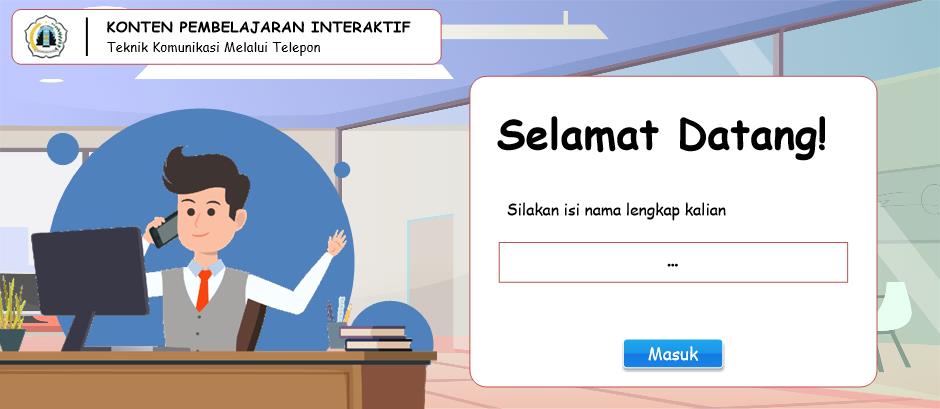 KONTEN PEMBELAJARAN INTERAKTIF
Teknik Komunikasi Melalui Telepon
Selamat Datang!
Silakan isi nama lengkap kalian
...
Masuk